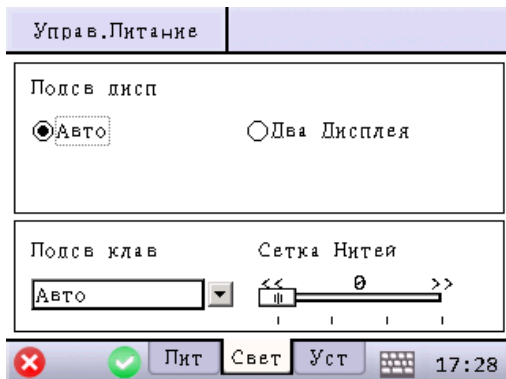 Управ.Питание
Подсв дисп
Авто
Два Дисплея
Подсв клав
Сетка Нитей
Авто
<< 0 >>
Пит Свет Уст 17:28